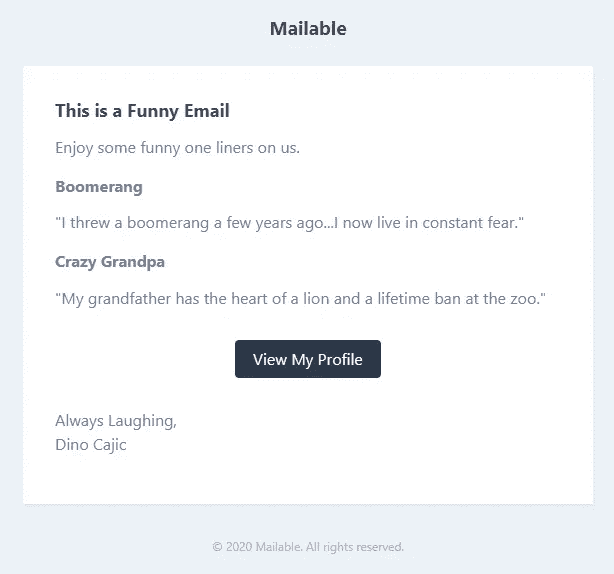 Mailable
This is a Funny Email
Enjoy some funny one liners on us.
Boomerang
"I threw a boomerang a few years ago...I now live in constant fear."
Crazy Grandpa
"My grandfather has the heart of a lion and a lifetime ban at the zoo."
View My Profile
Always Laughing,
Dino Cajic
© 2020 Mailable. All rights reserved.